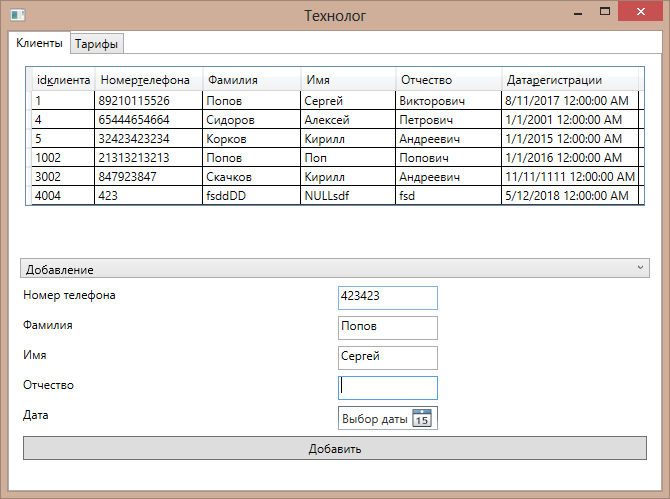 Технолог
Клиенты Тарифы
idклиента Номертелефона Фамилия Имя Отчество Датарегистрации
1 89210115526 Попов Сергей Викторович 8/11/2017 12:00:00 AM
4 65444654664 Сидоров Алексей Петрович 1/1/2001 12:00:00 AM
5 32423423234 Корков Кирилл Андреевич 1/1/2015 12:00:00 AM
1002 21313213213 Попов Поп Попович 1/1/2016 12:00:00 AM
3002 847923847 Скачков Кирилл Андреевич 11/11/1111 12:00:00 AM
4004 423 fsddDD NULLsdf fsd 5/12/2018 12:00:00 AM
Добавление
Номер телефона 423423
Фамилия Попов
Имя Сергей
Отчество
Дата Выбор даты 15
Добавить